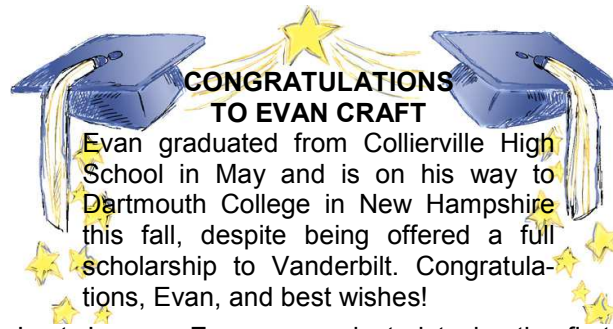 CONGRATULATIONS
TO EVAN CRAFT
Evan graduated from Collierville High
School in May and is on his way to
Dartmouth College in New Hampshire
this fall, despite being offered a full
scholarship to Vanderbilt. Congratula-
tions, Evan, and best wishes!